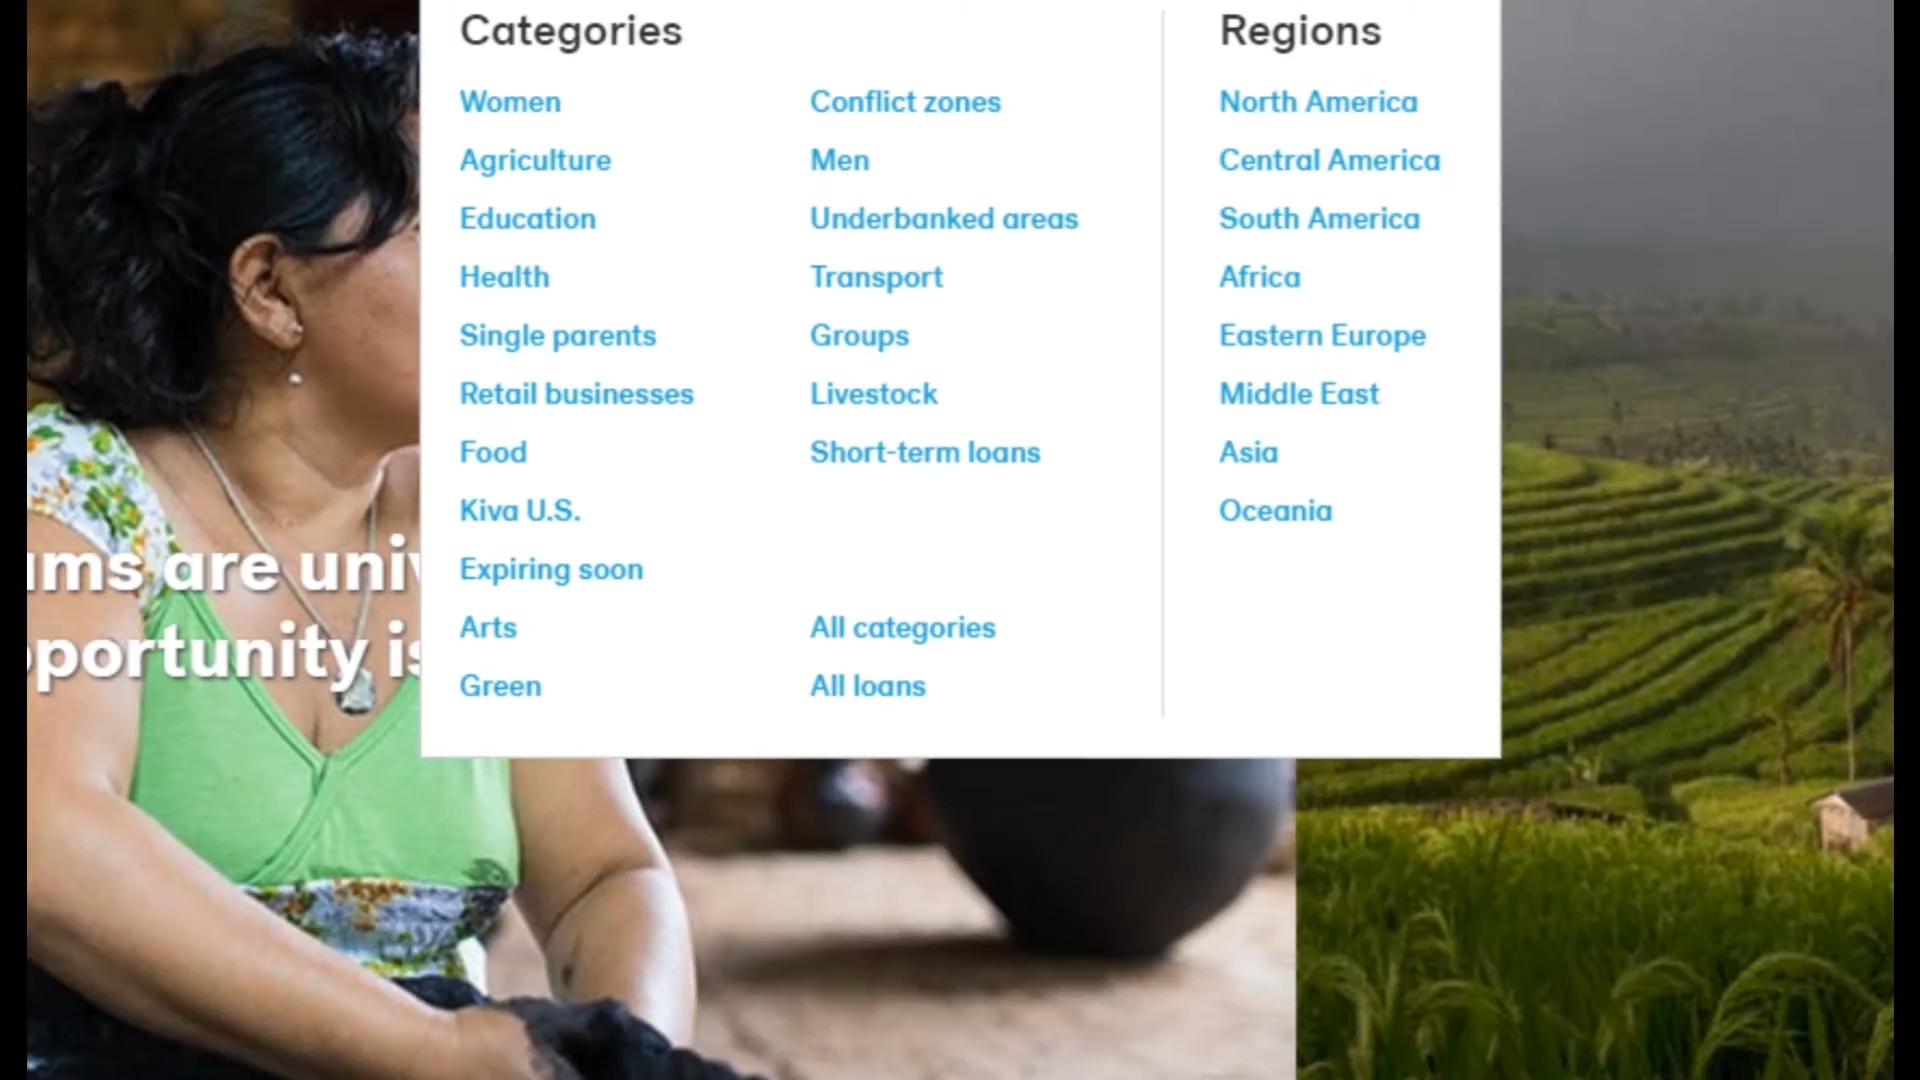 Categories
Women
Agriculture
Education
Health
Single parents
Retail businesses
Food
Kiva U.S.
Expiring soon
Arts
Green
Conflict zones
Men
Underbanked areas
Transport
Groups
Livestock
Short-term loans
All categories
All loans
Regions
North America
Central America
South America
Africa
Eastern Europe
Middle East
Asia
Oceania
are